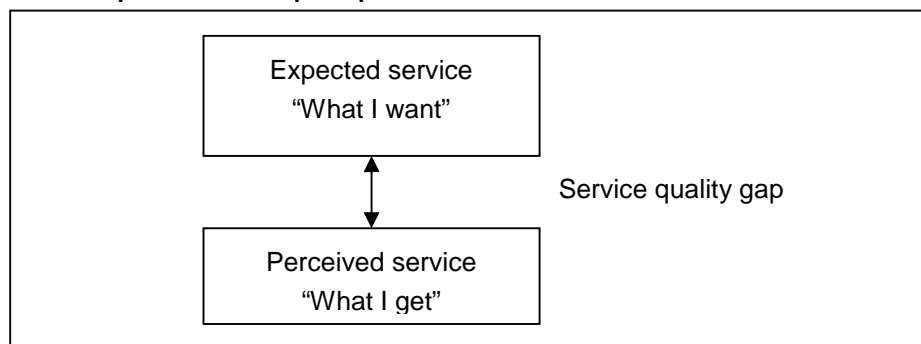 Expected service
“What I want”
Service quality gap
Perceived service
“What I get”